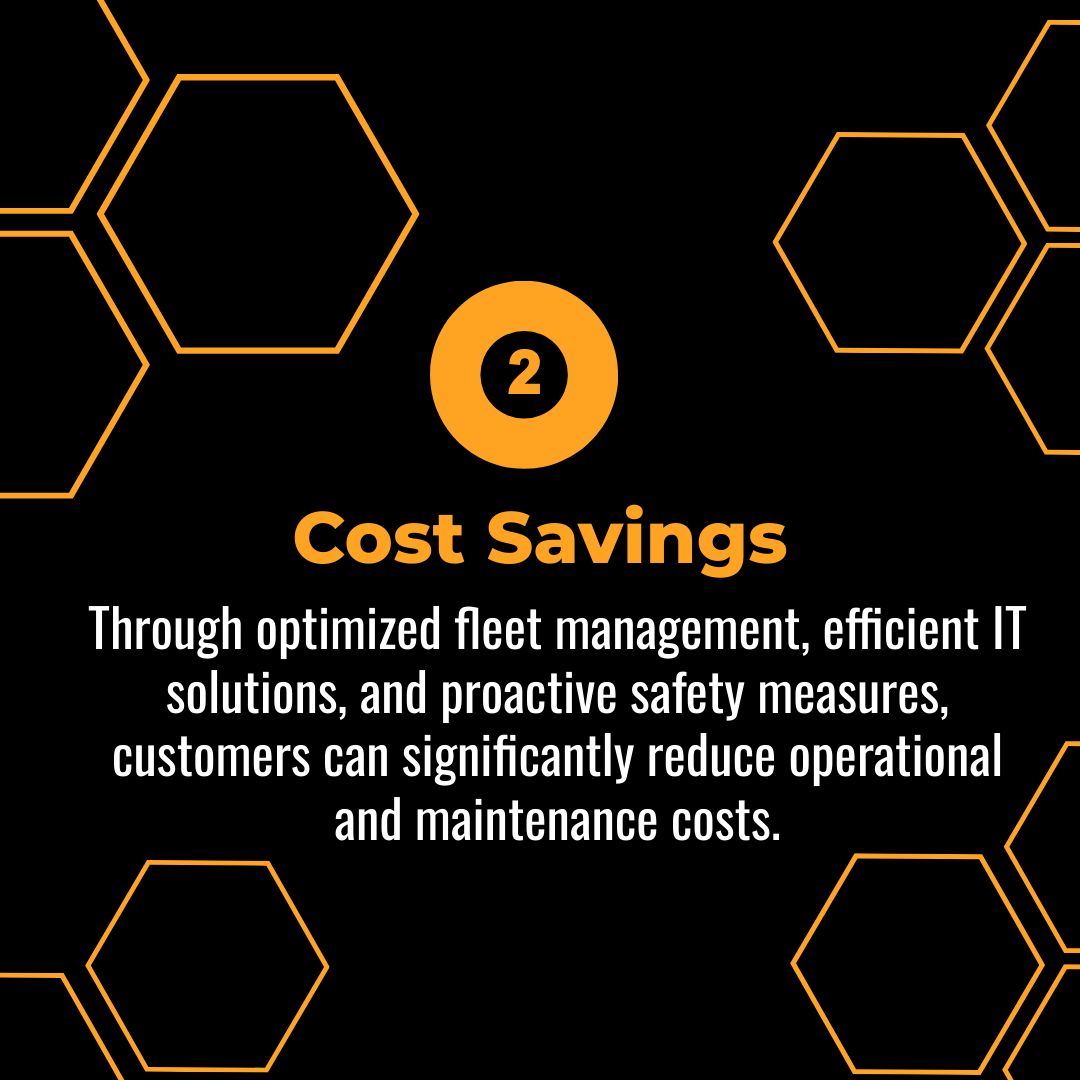 2
Cost Savings
Through optimized fleet management, efficient IT
solutions, and proactive safety measures,
customers can significantly reduce operational
and maintenance costs.